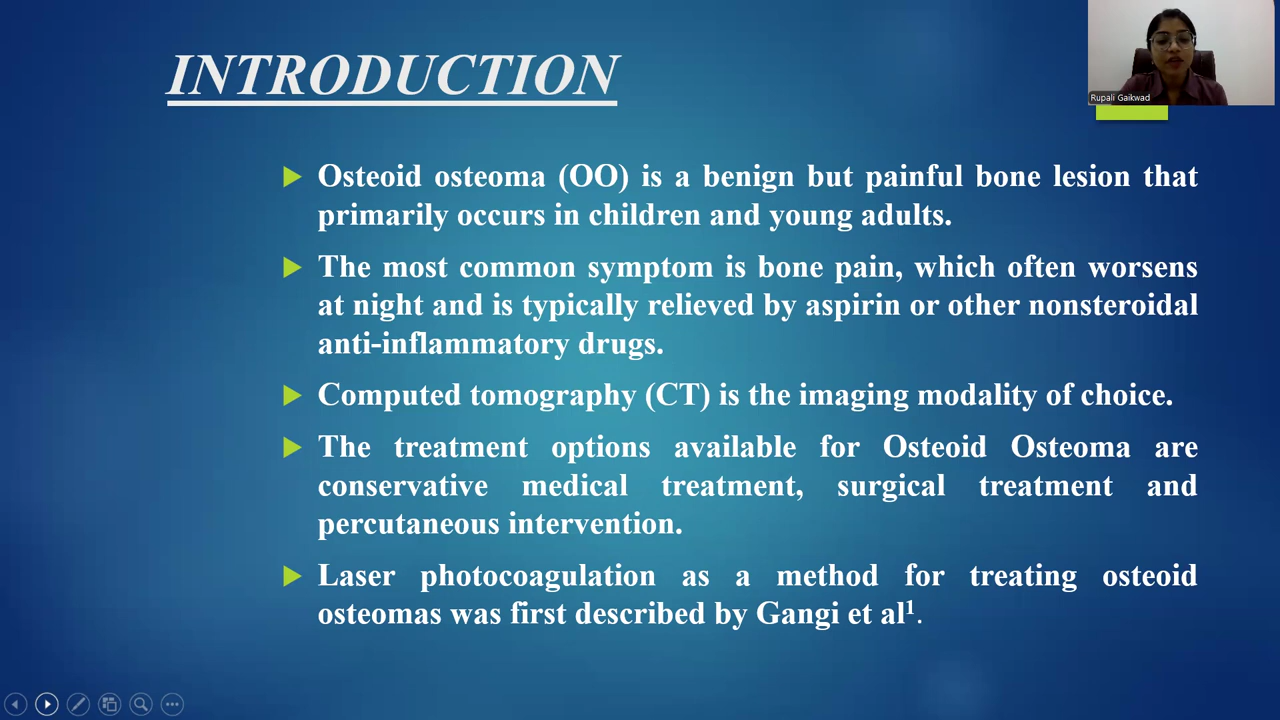 INTRODUCTION
Rupali Gaikwad
Osteoid osteoma (OO) is a benign but painful bone lesion that
primarily occurs in children and young adults.
The most common symptom is bone pain, which often worsens
at night and is typically relieved by aspirin or other nonsteroidal
anti-inflammatory drugs.
Computed tomography (CT) is the imaging modality of choice.
The treatment options available for Osteoid Osteoma are
conservative medical treatment, surgical treatment and
percutaneous intervention.
Laser photocoagulation as a method for treating osteoid
osteomas was first described by Gangi et al¹.